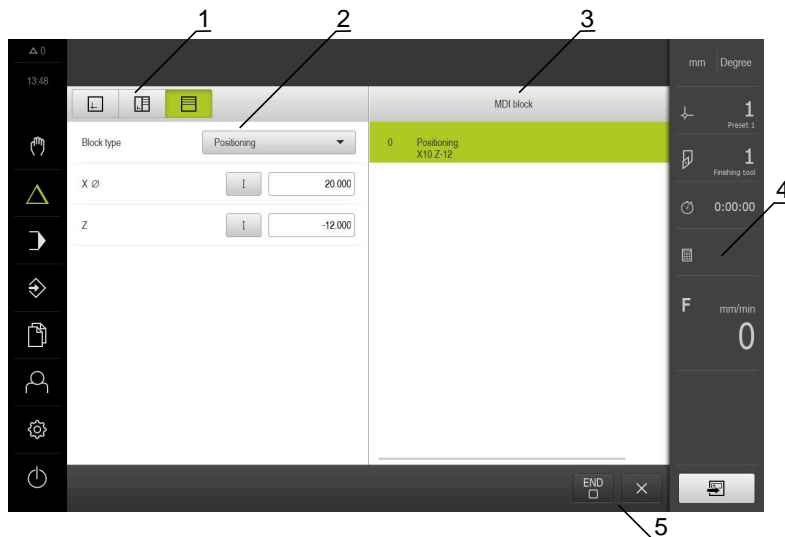 1
2
3
0
13:48
mm
Degree
MDI block
1
Preset 1
Block type
Positioning
0
Positioning
X10 Z-12
1
Finishing tool
X Ø
I
20.000
4
0:00:00
Z
I
-12.000
F
mm/min
0
END
5